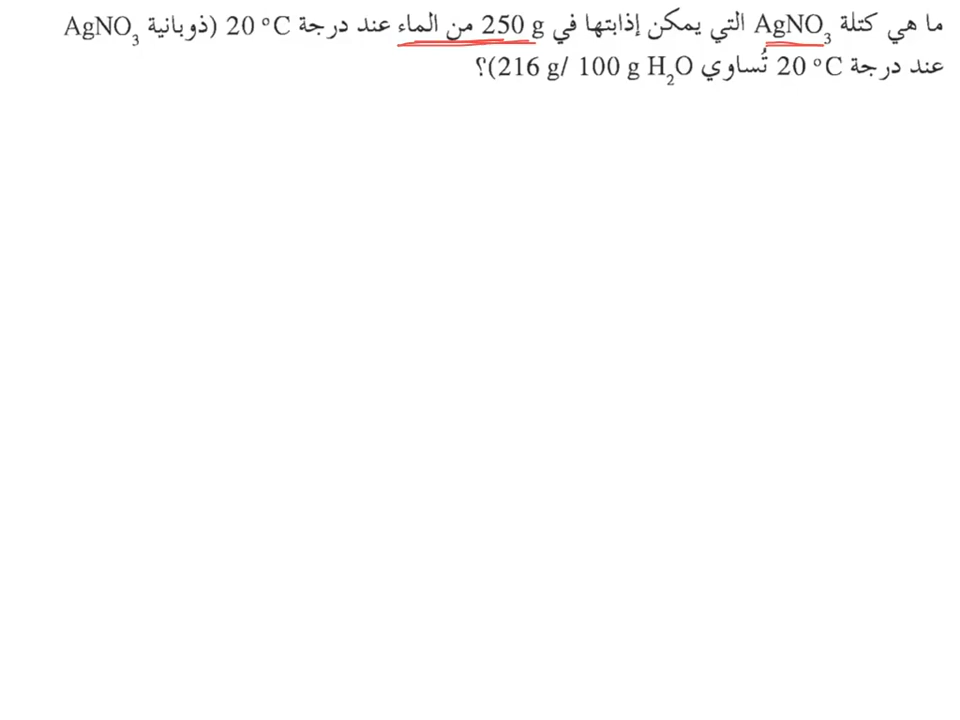 ما هي كتلة AgNO₃ التي يمكن إذابتها في 250 g من الماء عند درجة 20 °C (ذوبانية AgNO₃
عند درجة 20 °C تُساوي 216 g/ 100 g H₂O)؟